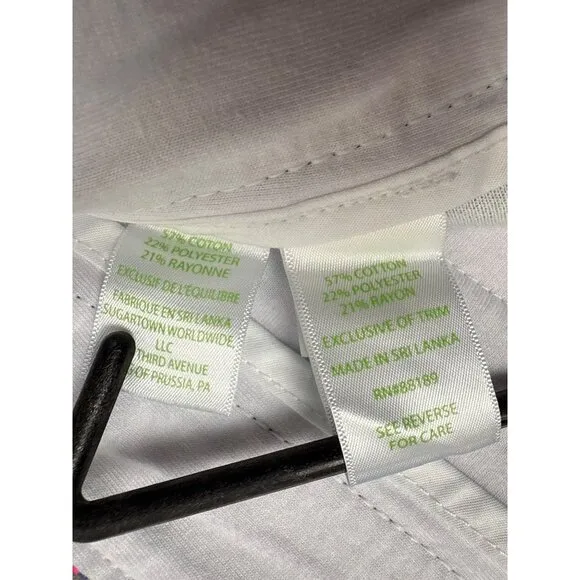 57% COTTON
22% POLYESTER
21% RAYONNE
EXCLUSIF DE L'EQUILIBRE
FABRIQUE EN SRI LANKA
SUGARTOWN WORLDWIDE,
LLC
THIRD AVENUE
OF PRUSSIA, PA
57% COTTON
22% POLYESTER
21% RAYON
EXCLUSIVE OF TRIM
MADE IN SRI LANKA
RN#88189
SEE REVERSE
FOR CARE